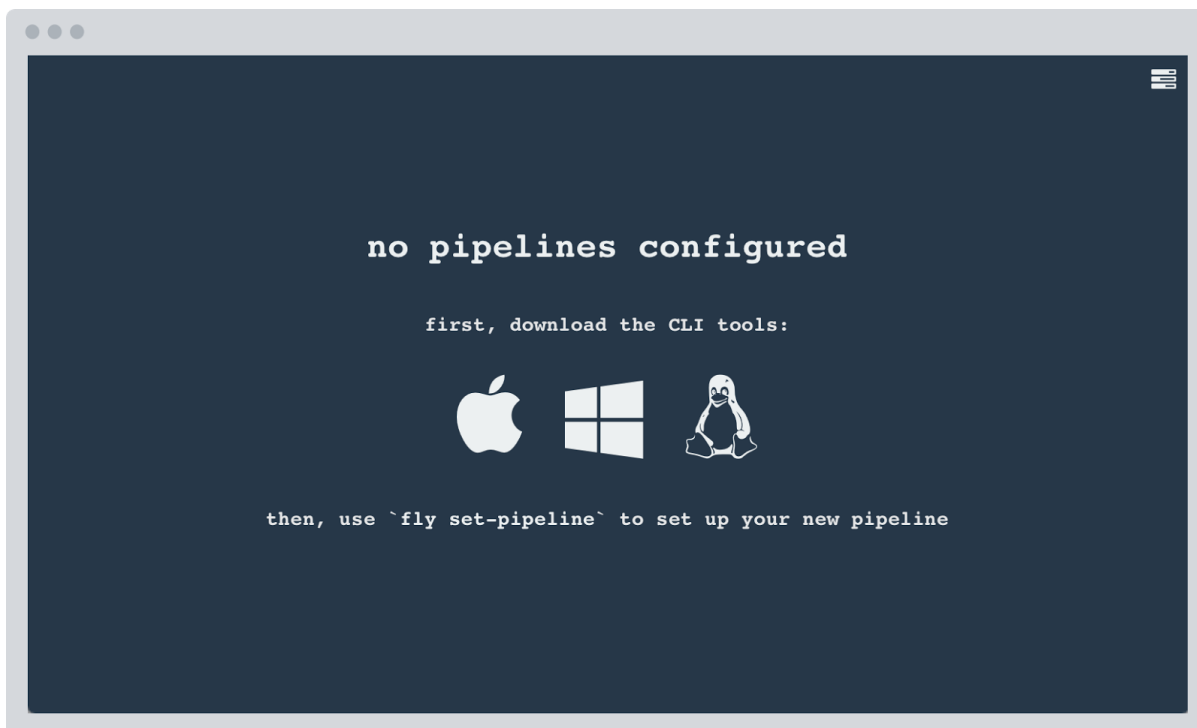 no pipelines configured
first, download the CLI tools:
then, use `fly set-pipeline` to set up your new pipeline